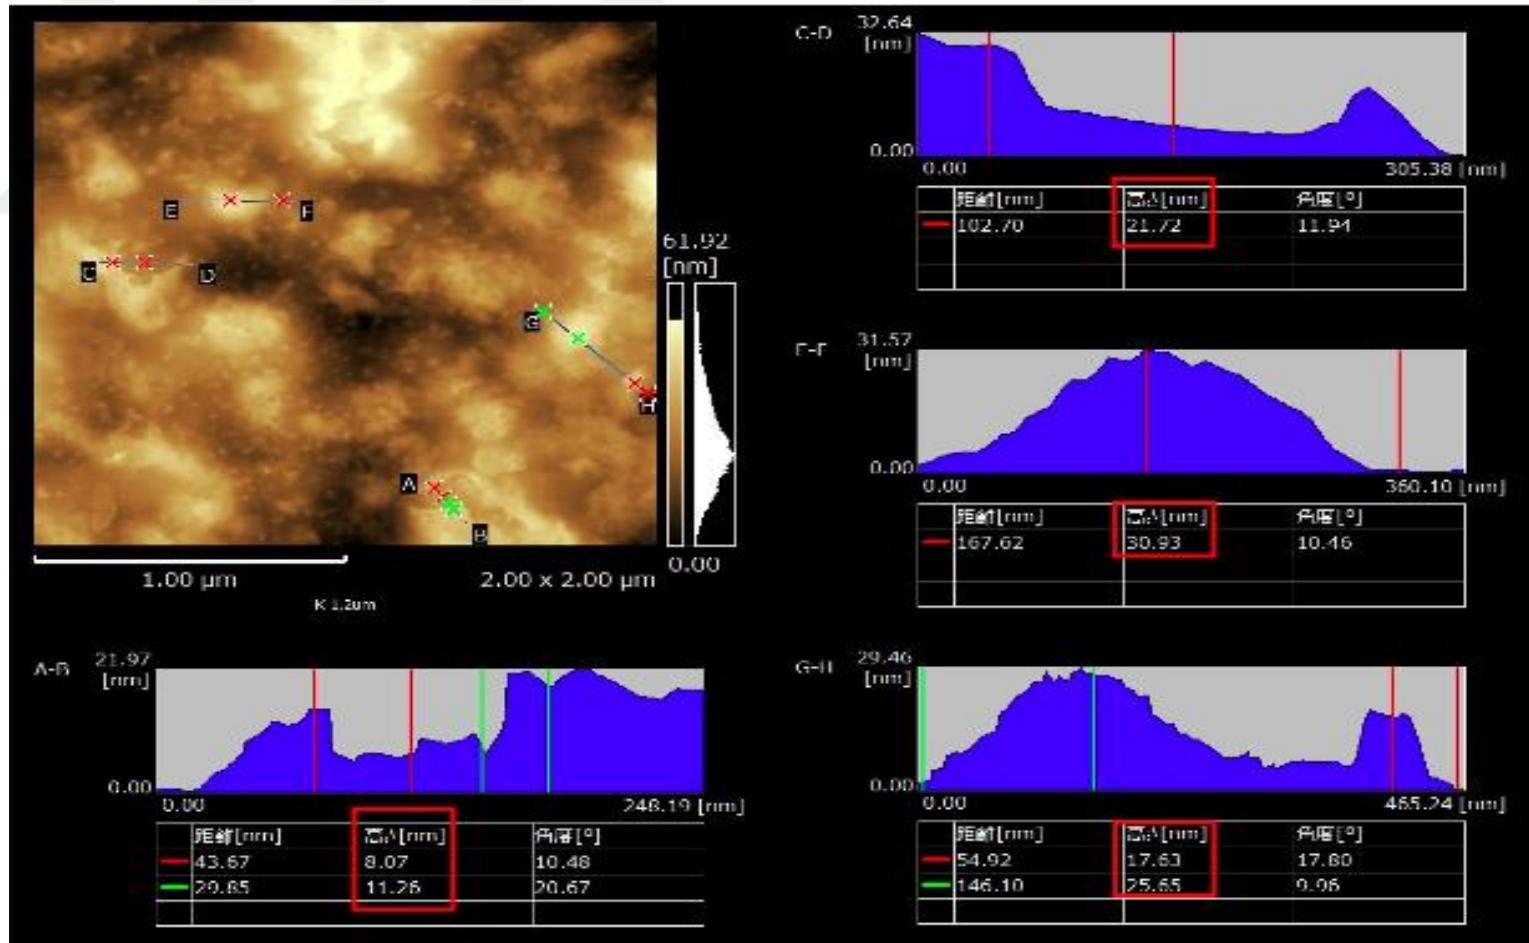 C-D
32.64
[nm]
0.00
0.00
305.38 [nm]
距離[nm] 高さ[nm] 角度[°]
102.70 21.72 11.94
E
F
C
D
G
H
A
B
61.92
[nm]
0.00
1.00 µm
2.00 x 2.00 µm
K 1.2um
E-F
31.57
[nm]
0.00
0.00
360.10 [nm]
距離[nm] 高さ[nm] 角度[°]
167.62 30.93 10.46
A-B
21.97
[nm]
0.00
0.00
248.19 [nm]
距離[nm] 高さ[nm] 角度[°]
43.67 8.07 10.48
29.85 11.26 20.67
G-H
29.46
[nm]
0.00
0.00
465.24 [nm]
距離[nm] 高さ[nm] 角度[°]
54.92 17.63 17.80
146.10 25.65 9.96